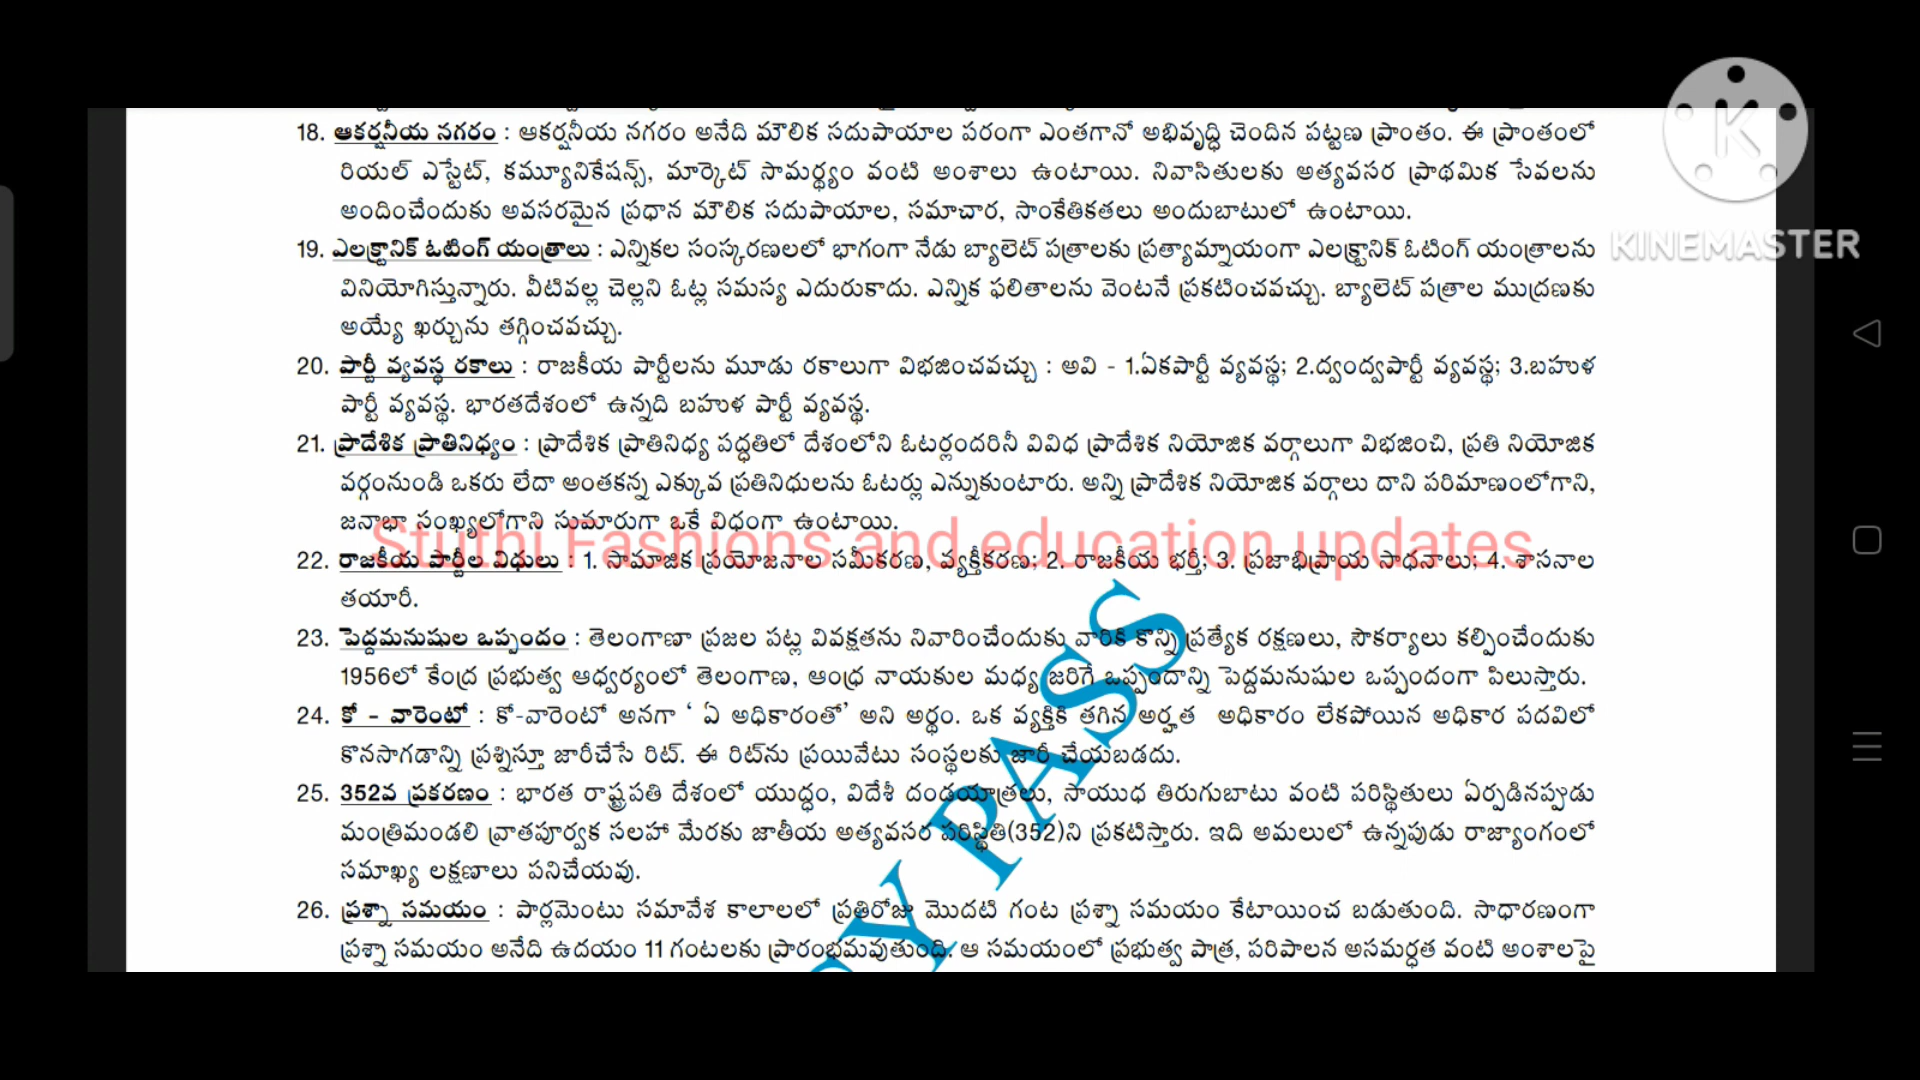 18. ఆకర్షనీయ నగరం : ఆకర్షనీయ నగరం అనేది మౌలిక సదుపాయాల పరంగా ఎంతగానో అభివృద్ధి చెందిన పట్టణ ప్రాంతం. ఈ ప్రాంతంలో
రియల్ ఎస్టేట్, కమ్యూనికేషన్స్, మార్కెట్ సామర్థ్యం వంటి అంశాలు ఉంటాయి. నివాసితులకు అత్యవసర ప్రాథమిక సేవలను
అందించేందుకు అవసరమైన ప్రధాన మౌలిక సదుపాయాల, సమాచార, సాంకేతికతలు అందుబాటులో ఉంటాయి.
KINEMASTER
19. ఎలక్ట్రానిక్ ఓటింగ్ యంత్రాలు : ఎన్నికల సంస్కరణలలో భాగంగా నేడు బ్యాలెట్ పత్రాలకు ప్రత్యామ్నాయంగా ఎలక్ట్రానిక్ ఓటింగ్ యంత్రాలను
వినియోగిస్తున్నారు. వీటివల్ల చెల్లని ఓట్ల సమస్య ఎదురుకాదు. ఎన్నిక ఫలితాలను వెంటనే ప్రకటించవచ్చు. బ్యాలెట్ పత్రాల ముద్రణకు
అయ్యే ఖర్చును తగ్గించవచ్చు.
20. పార్టీ వ్యవస్థ రకాలు : రాజకీయ పార్టీలను మూడు రకాలుగా విభజించవచ్చు : అవి - 1.ఏకపార్టీ వ్యవస్థ; 2.ద్వంద్వపార్టీ వ్యవస్థ; 3.బహుళ
పార్టీ వ్యవస్థ. భారతదేశంలో ఉన్నది బహుళ పార్టీ వ్యవస్థ.
21. ప్రాదేశిక ప్రాతినిధ్యం : ప్రాదేశిక ప్రాతినిధ్య పద్ధతిలో దేశంలోని ఓటర్లందరినీ వివిధ ప్రాదేశిక నియోజిక వర్గాలుగా విభజించి, ప్రతి నియోజిక
వర్గంనుండి ఒకరు లేదా అంతకన్న ఎక్కువ ప్రతినిధులను ఓటర్లు ఎన్నుకుంటారు. అన్ని ప్రాదేశిక నియోజిక వర్గాలు దాని పరిమాణంలోగాని,
జనాభా సంఖ్యలోగాని సుమారుగా ఒకే విధంగా ఉంటాయి.
Stuthi Fashions and education updates
22. రాజకీయ పార్టీల విధులు : 1. సామాజిక ప్రయోజనాల సమీకరణ, వ్యక్తీకరణ; 2. రాజకీయ భర్తీ; 3. ప్రజాభిప్రాయ సాధనాలు; 4. శాసనాల
తయారీ.
23. పెద్దమనుషుల ఒప్పందం : తెలంగాణా ప్రజల పట్ల వివక్షతను నివారించేందుకు వారికి కొన్ని ప్రత్యేక రక్షణలు, సౌకర్యాలు కల్పించేందుకు
1956లో కేంద్ర ప్రభుత్వ ఆధ్వర్యంలో తెలంగాణ, ఆంధ్ర నాయకుల మధ్య జరిగే ఒప్పందాన్ని పెద్దమనుషుల ఒప్పందంగా పిలుస్తారు.
24. కో - వారెంటో : కో-వారెంటో అనగా ‘ ఏ అధికారంతో’ అని అర్థం. ఒక వ్యక్తికి తగిన అర్హత అధికారం లేకపోయిన అధికార పదవిలో
కొనసాగడాన్ని ప్రశ్నిస్తూ జారీచేసే రిట్. ఈ రిట్‌ను ప్రయివేటు సంస్థలకు జారీ చేయబడదు.
25. 352వ ప్రకరణం : భారత రాష్ట్రపతి దేశంలో యుద్ధం, విదేశీ దండయాత్రలు, సాయుధ తిరుగుబాటు వంటి పరిస్థితులు ఏర్పడినప్పుడు
మంత్రిమండలి వ్రాతపూర్వక సలహా మేరకు జాతీయ అత్యవసర పరిస్థితి(352)ని ప్రకటిస్తారు. ఇది అమలులో ఉన్నపుడు రాజ్యాంగంలో
సమాఖ్య లక్షణాలు పనిచేయవు.
26. ప్రశ్నా సమయం : పార్లమెంటు సమావేశ కాలాలలో ప్రతిరోజు మొదటి గంట ప్రశ్నా సమయం కేటాయించ బడుతుంది. సాధారణంగా
ప్రశ్నా సమయం అనేది ఉదయం 11 గంటలకు ప్రారంభమవుతుంది. ఆ సమయంలో ప్రభుత్వ పాత్ర, పరిపాలన అసమర్ధత వంటి అంశాలపై
PASS